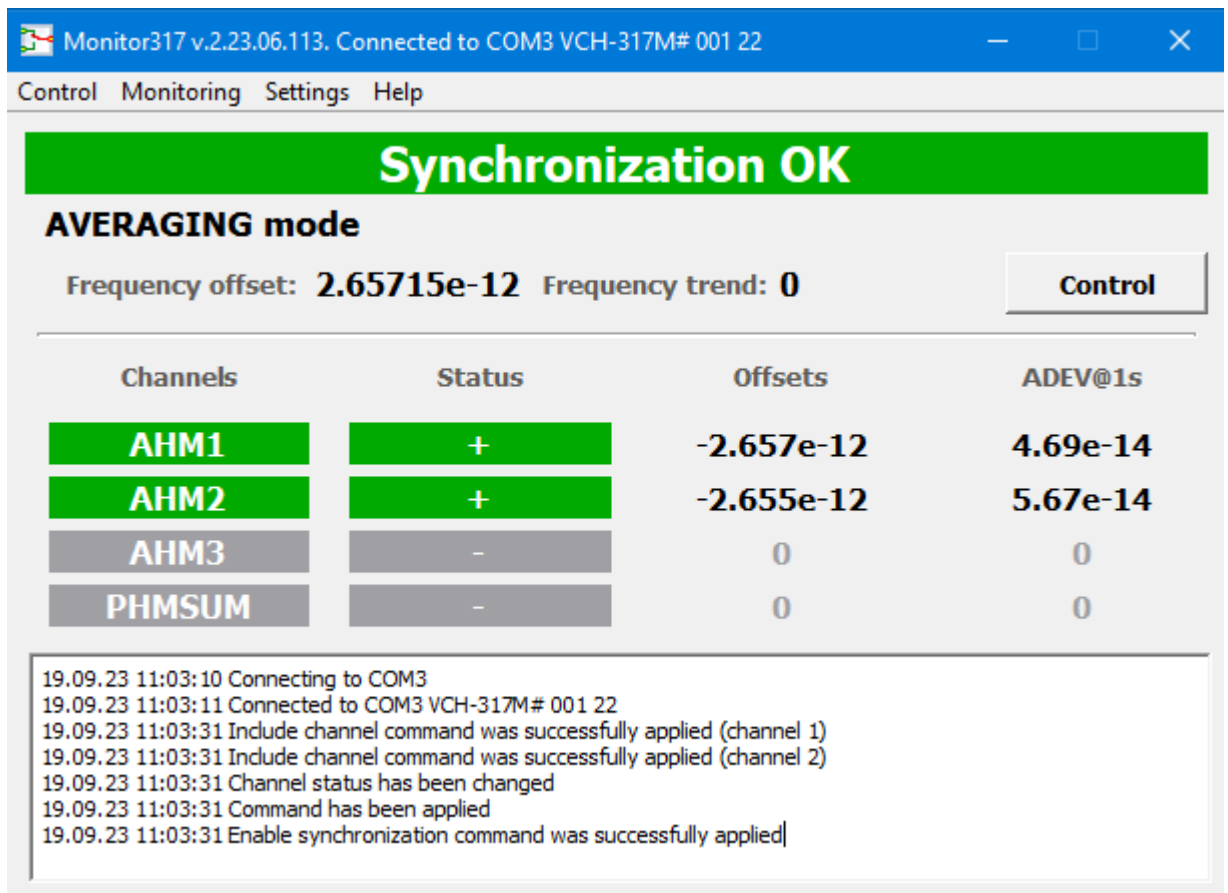 Monitor317 v.2.23.06.113. Connected to COM3 VCH-317M# 001 22
Control Monitoring Settings Help
Synchronization OK
AVERAGING mode
Frequency offset: 2.65715e-12 Frequency trend: 0 Control
Channels Status Offsets ADEV@1s
AHM1 + -2.657e-12 4.69e-14
AHM2 + -2.655e-12 5.67e-14
AHM3 - 0 0
PHMSUM - 0 0
19.09.23 11:03:10 Connecting to COM3
19.09.23 11:03:11 Connected to COM3 VCH-317M# 001 22
19.09.23 11:03:31 Include channel command was successfully applied (channel 1)
19.09.23 11:03:31 Include channel command was successfully applied (channel 2)
19.09.23 11:03:31 Channel status has been changed
19.09.23 11:03:31 Command has been applied
19.09.23 11:03:31 Enable synchronization command was successfully applied